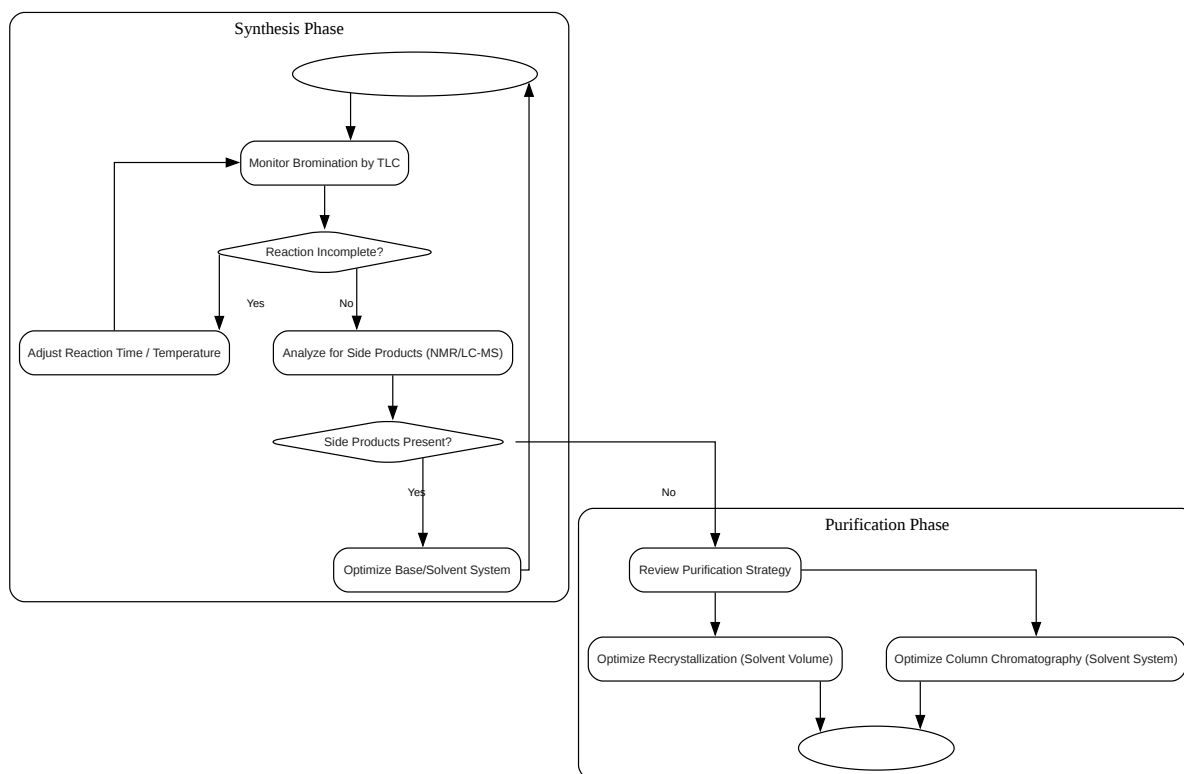 Synthesis Phase
Monitor Bromination by TLC
Reaction Incomplete?
Yes
No
Adjust Reaction Time / Temperature
Analyze for Side Products (NMR/LC-MS)
Side Products Present?
Yes
No
Purification Phase
Optimize Base/Solvent System
Review Purification Strategy
Optimize Recrystallization (Solvent Volume)
Optimize Column Chromatography (Solvent System)